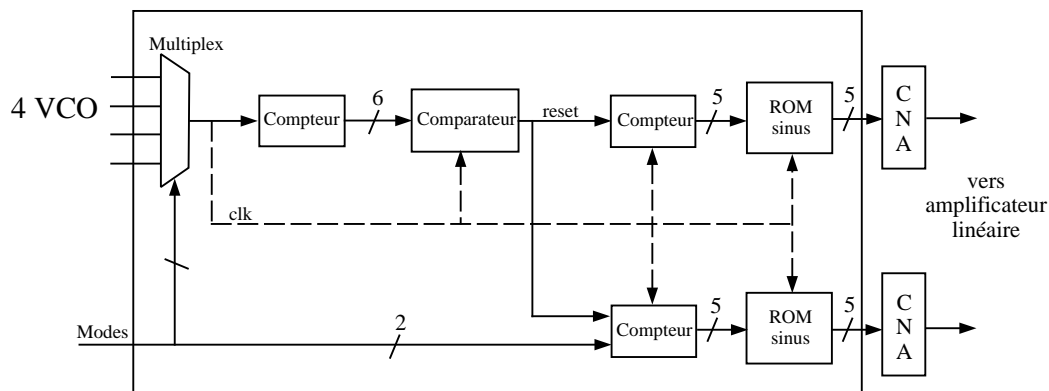 Multiplex
4 VCO
Compteur
6
Comparateur
reset
Compteur
5
ROM
sinus
5
C
N
A
clk
vers
amplificateur
linéaire
Modes
2
Compteur
5
ROM
sinus
5
C
N
A